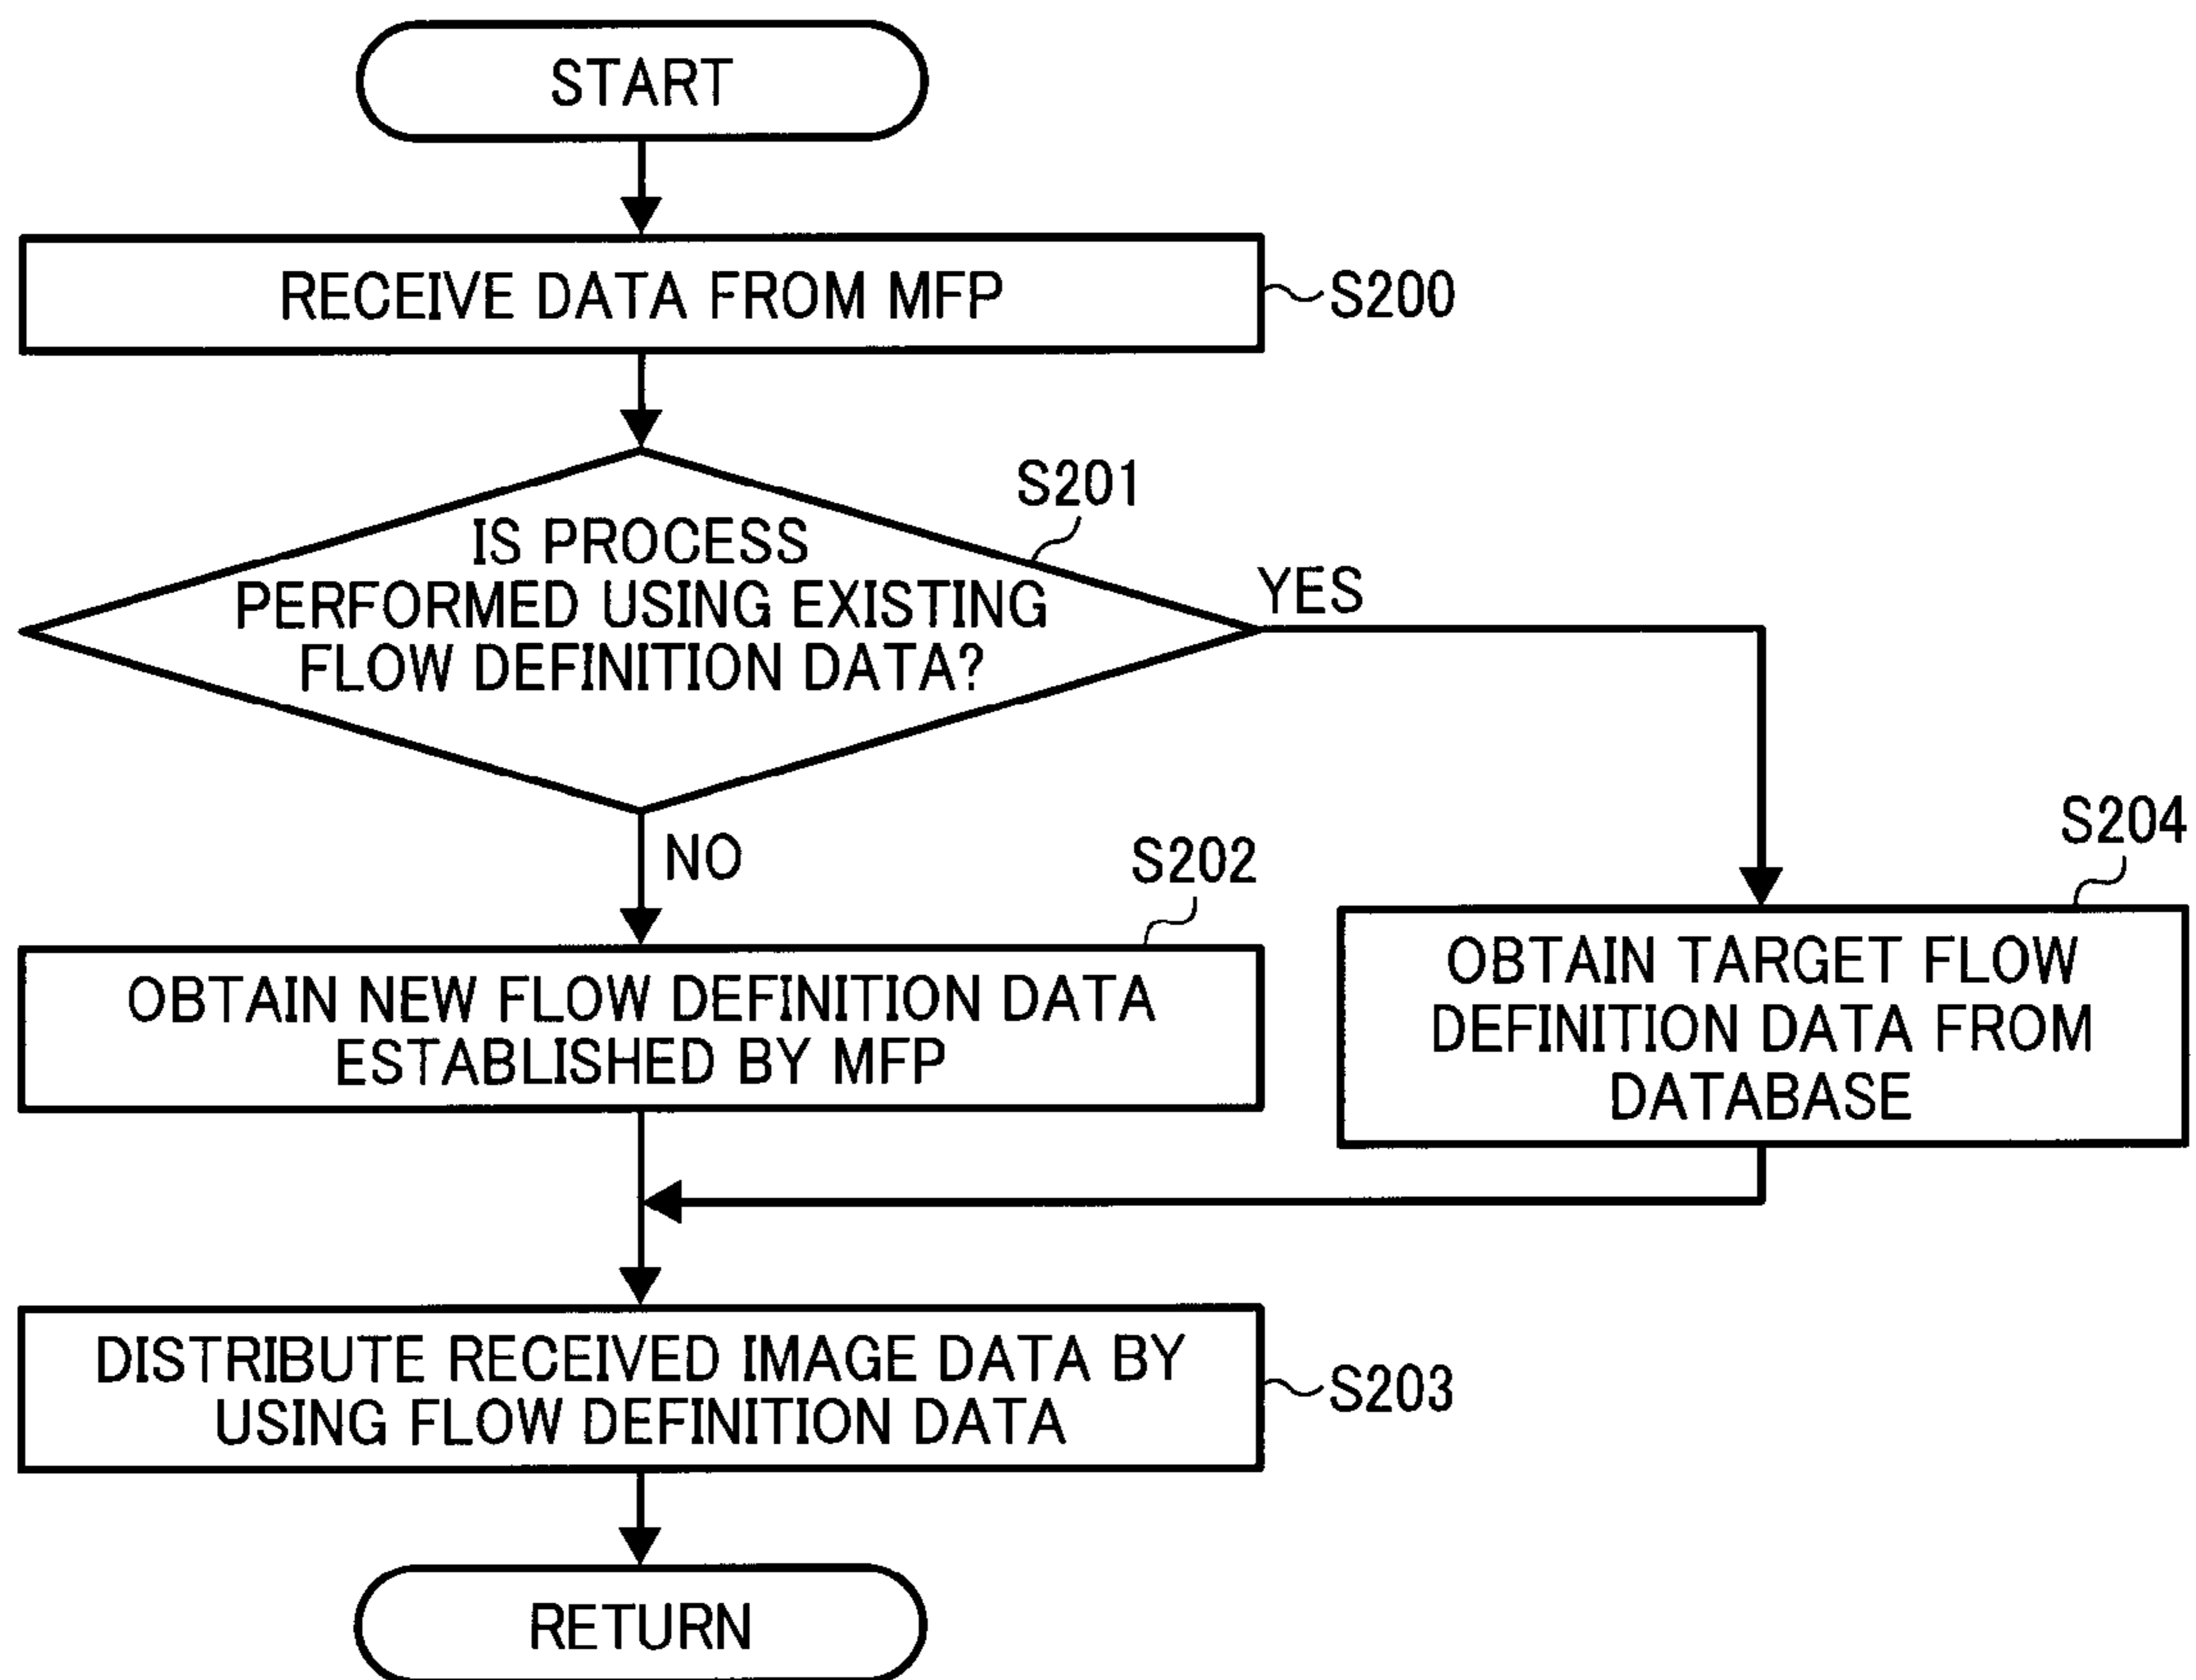 START
RECEIVE DATA FROM MFP
S200
S201
IS PROCESS
PERFORMED USING EXISTING
FLOW DEFINITION DATA?
YES
NO
S202
OBTAIN NEW FLOW DEFINITION DATA
ESTABLISHED BY MFP
S204
OBTAIN TARGET FLOW
DEFINITION DATA FROM
DATABASE
DISTRIBUTE RECEIVED IMAGE DATA BY
USING FLOW DEFINITION DATA
S203
RETURN